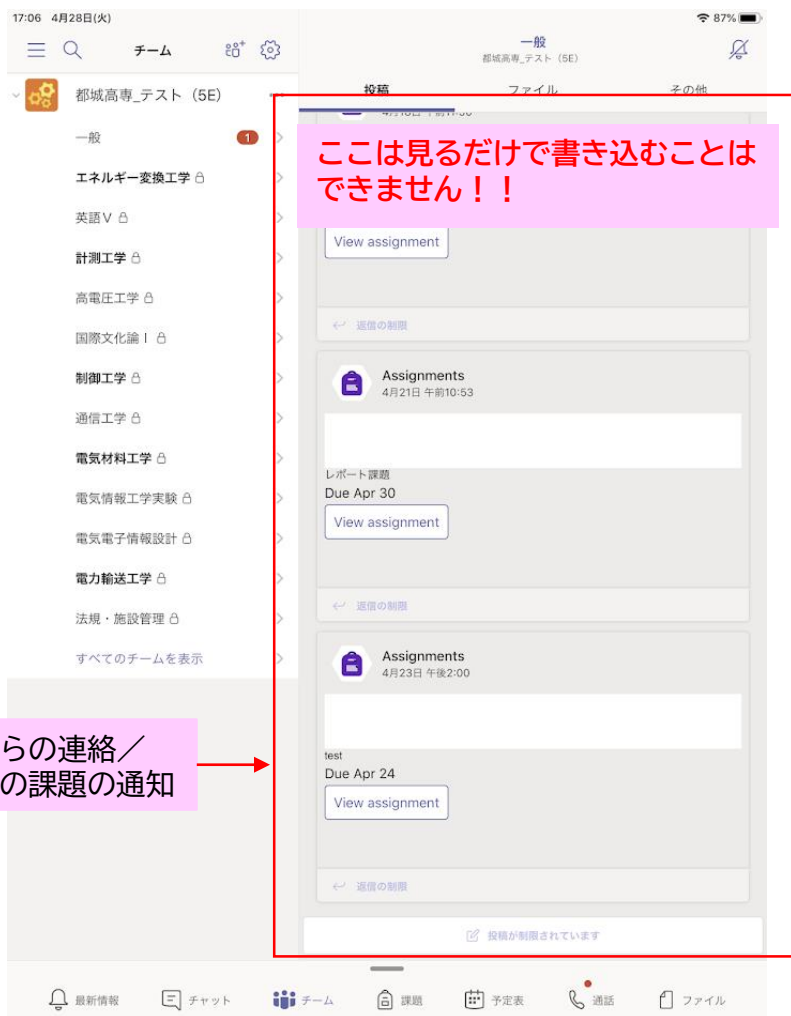 17:06 4月28日(火)
87%
チーム
一般
都城高専_テスト (5E)
都城高専_テスト (5E)
投稿
ファイル
その他
一般
1
エネルギー変換工学
英語Ⅴ
計測工学
高電圧工学
国際文化論Ⅰ
制御工学
通信工学
電気材料工学
電気情報工学実験
電気電子情報設計
電力輸送工学
法規・施設管理
すべてのチームを表示
ここは見るだけで書き込むことは
できません！！
View assignment
返信の制限
Assignments
4月21日 午前10:53
レポート課題
Due Apr 30
View assignment
返信の制限
Assignments
4月23日 午後2:00
test
Due Apr 24
View assignment
返信の制限
投稿が制限されています
らの連絡／
の課題の通知
最新情報
チャット
チーム
課題
予定表
通話
ファイル